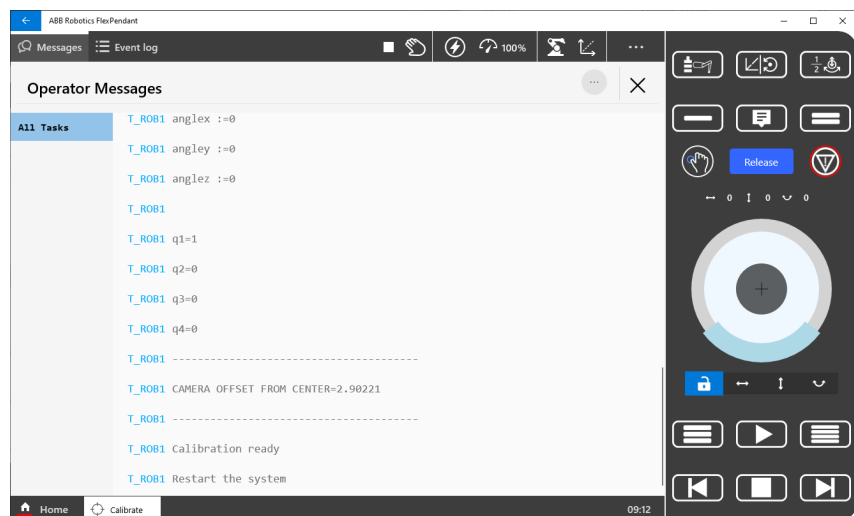 ABB Robotics FlexPendant
Messages
Event log
100%
Operator Messages
All Tasks
T_ROB1 anglex :=0
T_ROB1 angley :=0
T_ROB1 anglez :=0
T_ROB1
T_ROB1 q1=1
T_ROB1 q2=0
T_ROB1 q3=0
T_ROB1 q4=0
T_ROB1 -------------------------------------
T_ROB1 CAMERA OFFSET FROM CENTER=2.90221
T_ROB1 -------------------------------------
T_ROB1 Calibration ready
T_ROB1 Restart the system
Home
Calibrate
09:12
1
2
Release
0 0 0